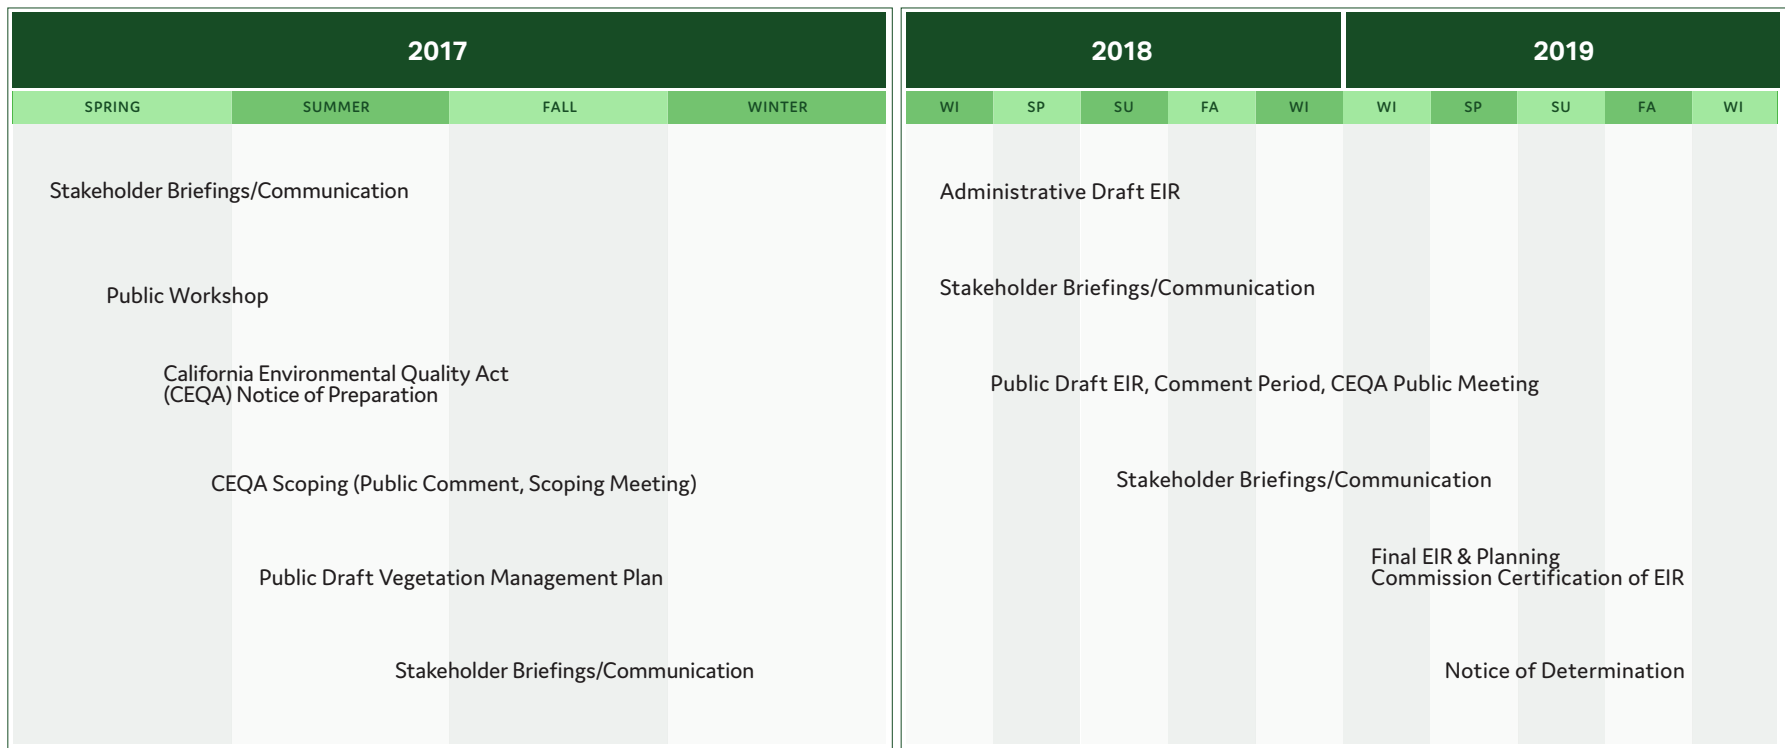 2017
SPRING SUMMER FALL WINTER
Stakeholder Briefings/Communication
Public Workshop
California Environmental Quality Act
(CEQA) Notice of Preparation
CEQA Scoping (Public Comment, Scoping Meeting)
Public Draft Vegetation Management Plan
Stakeholder Briefings/Communication
2018 2019
WI SP SU FA WI WI SP SU FA WI
Administrative Draft EIR
Stakeholder Briefings/Communication
Public Draft EIR, Comment Period, CEQA Public Meeting
Stakeholder Briefings/Communication
Final EIR & Planning
Commission Certification of EIR
Notice of Determination